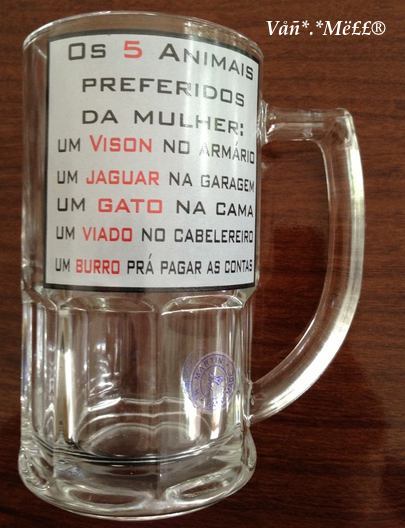 Våñ*.*Më££®
OS 5 ANIMAIS
PREFERIDOS
DA MULHER:
UM VISON NO ARMÁRIO
UM JAGUAR NA GARAGEM
UM GATO NA CAMA
UM VIADO NO CABELEREIRO
UM BURRO PRÁ PAGAR AS CONTAS